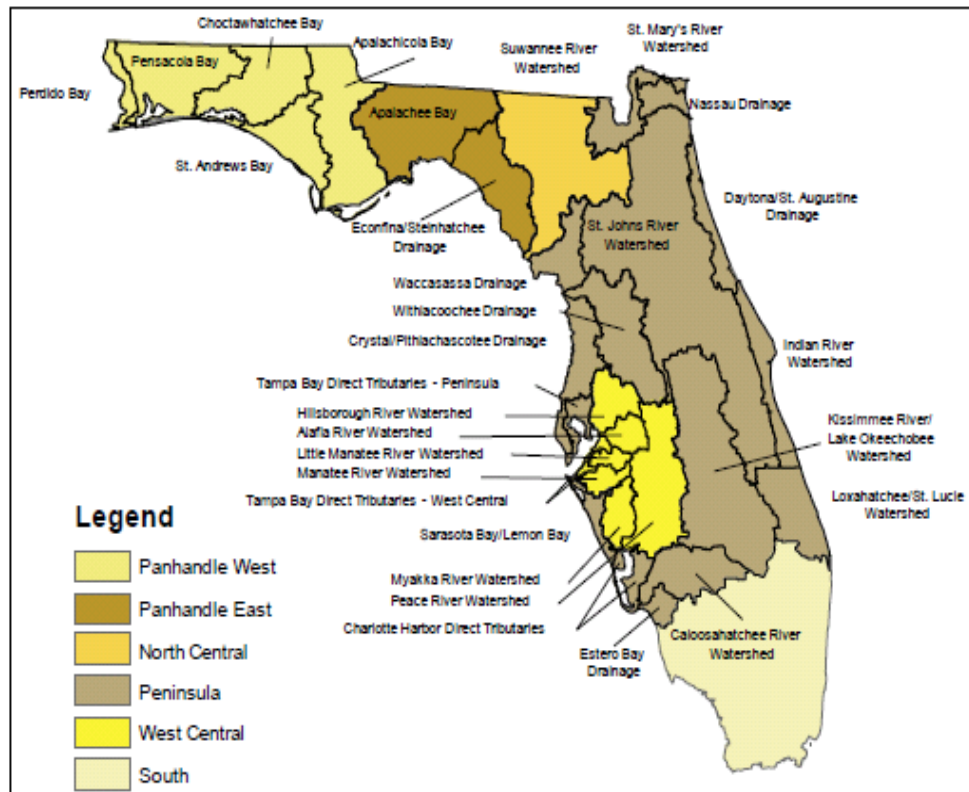 Choctawhatchee Bay
Apalachicola Bay
Suwannee River
Watershed
St. Mary's River
Watershed
Pensacola Bay
Perdido Bay
Nassau Drainage
Apalachee Bay
St. Andrews Bay
Daytona/St. Augustine
Drainage
Econfina/Steinhatchee
Drainage
St. Johns River
Watershed
Waccasassa Drainage
Withlacoochee Drainage
Crystal/Pithlachascotee Drainage
Indian River
Watershed
Tampa Bay Direct Tributaries - Peninsula
Hillsborough River Watershed
Alafia River Watershed
Little Manatee River Watershed
Manatee River Watershed
Kissimmee River/
Lake Okeechobee
Watershed
Tampa Bay Direct Tributaries - West Central
Loxahatchee/St. Lucie
Watershed
Sarasota Bay/Lemon Bay
Myakka River Watershed
Peace River Watershed
Charlotte Harbor Direct Tributaries
Estero Bay
Drainage
Caloosahatchee River
Watershed
Legend
Panhandle West
Panhandle East
North Central
Peninsula
West Central
South